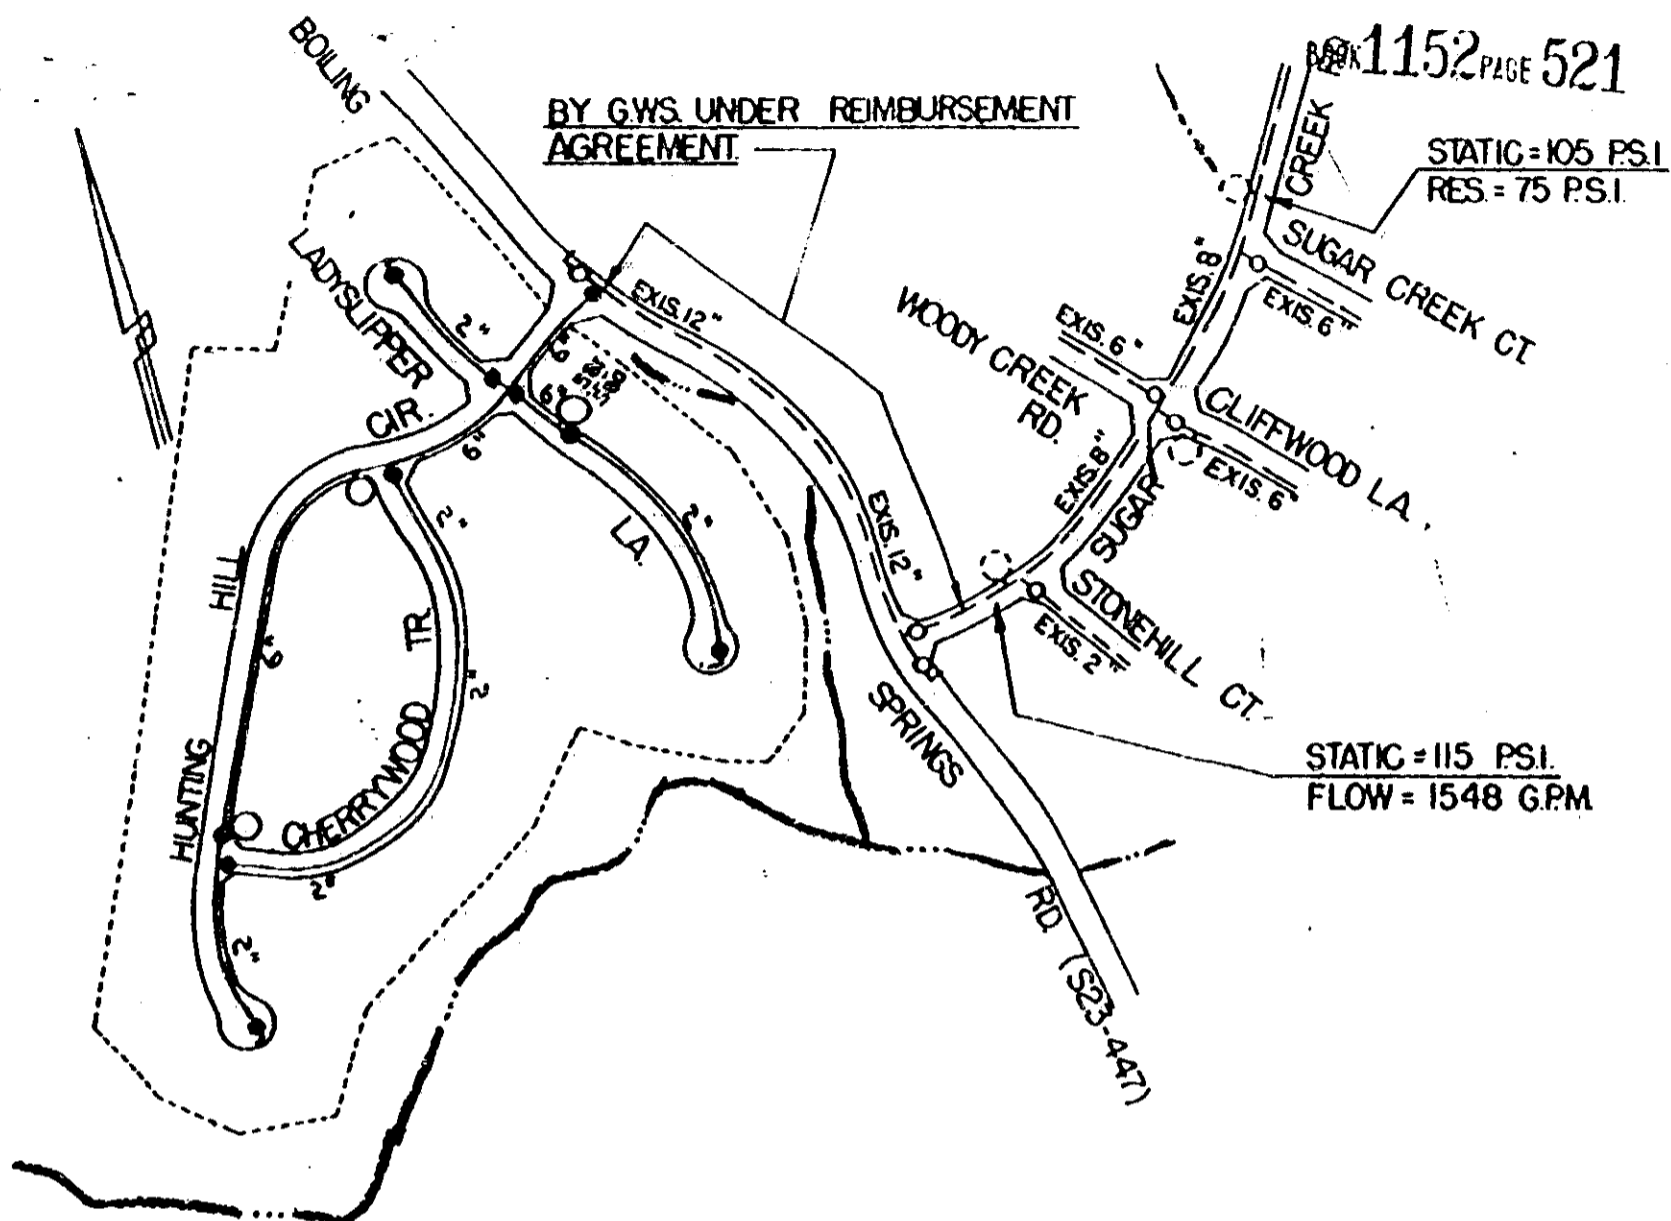 BOOK 1152 PAGE 521
BOILING
BY G.W.S. UNDER REIMBURSEMENT
AGREEMENT.
CREEK
STATIC = 105 P.S.I.
RES. = 75 P.S.I.
SUGAR CREEK CT.
EXIS. 8"
EXIS. 6"
LADYSLIPPER
2"
EXIS. 12"
WOODY CREEK
RD.
EXIS. 6"
6"
6"
CLIFFWOOD LA.
EXIS. 6"
CIR.
6"
2"
2"
LA.
EXIS. 12"
EXIS. 8"
SUGAR
STONEHILL CT.
EXIS. 2"
HILL
6"
TR.
2"
SPRINGS
HUNTING
CHERRYWOOD
2"
STATIC = 115 P.S.I.
FLOW = 1548 G.P.M.
2"
RD.
(S23-447)